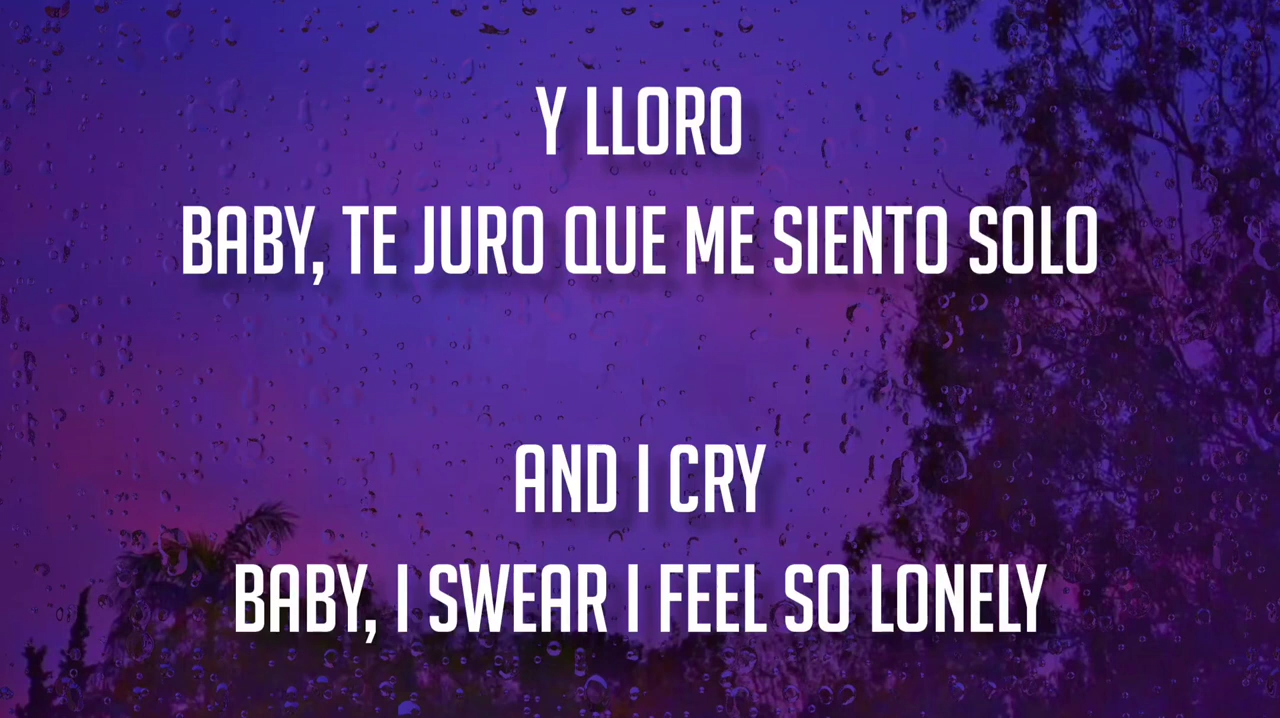 Y LLORO
BABY, TE JURO QUE ME SIENTO SOLO
AND I CRY
BABY, I SWEAR I FEEL SO LONELY